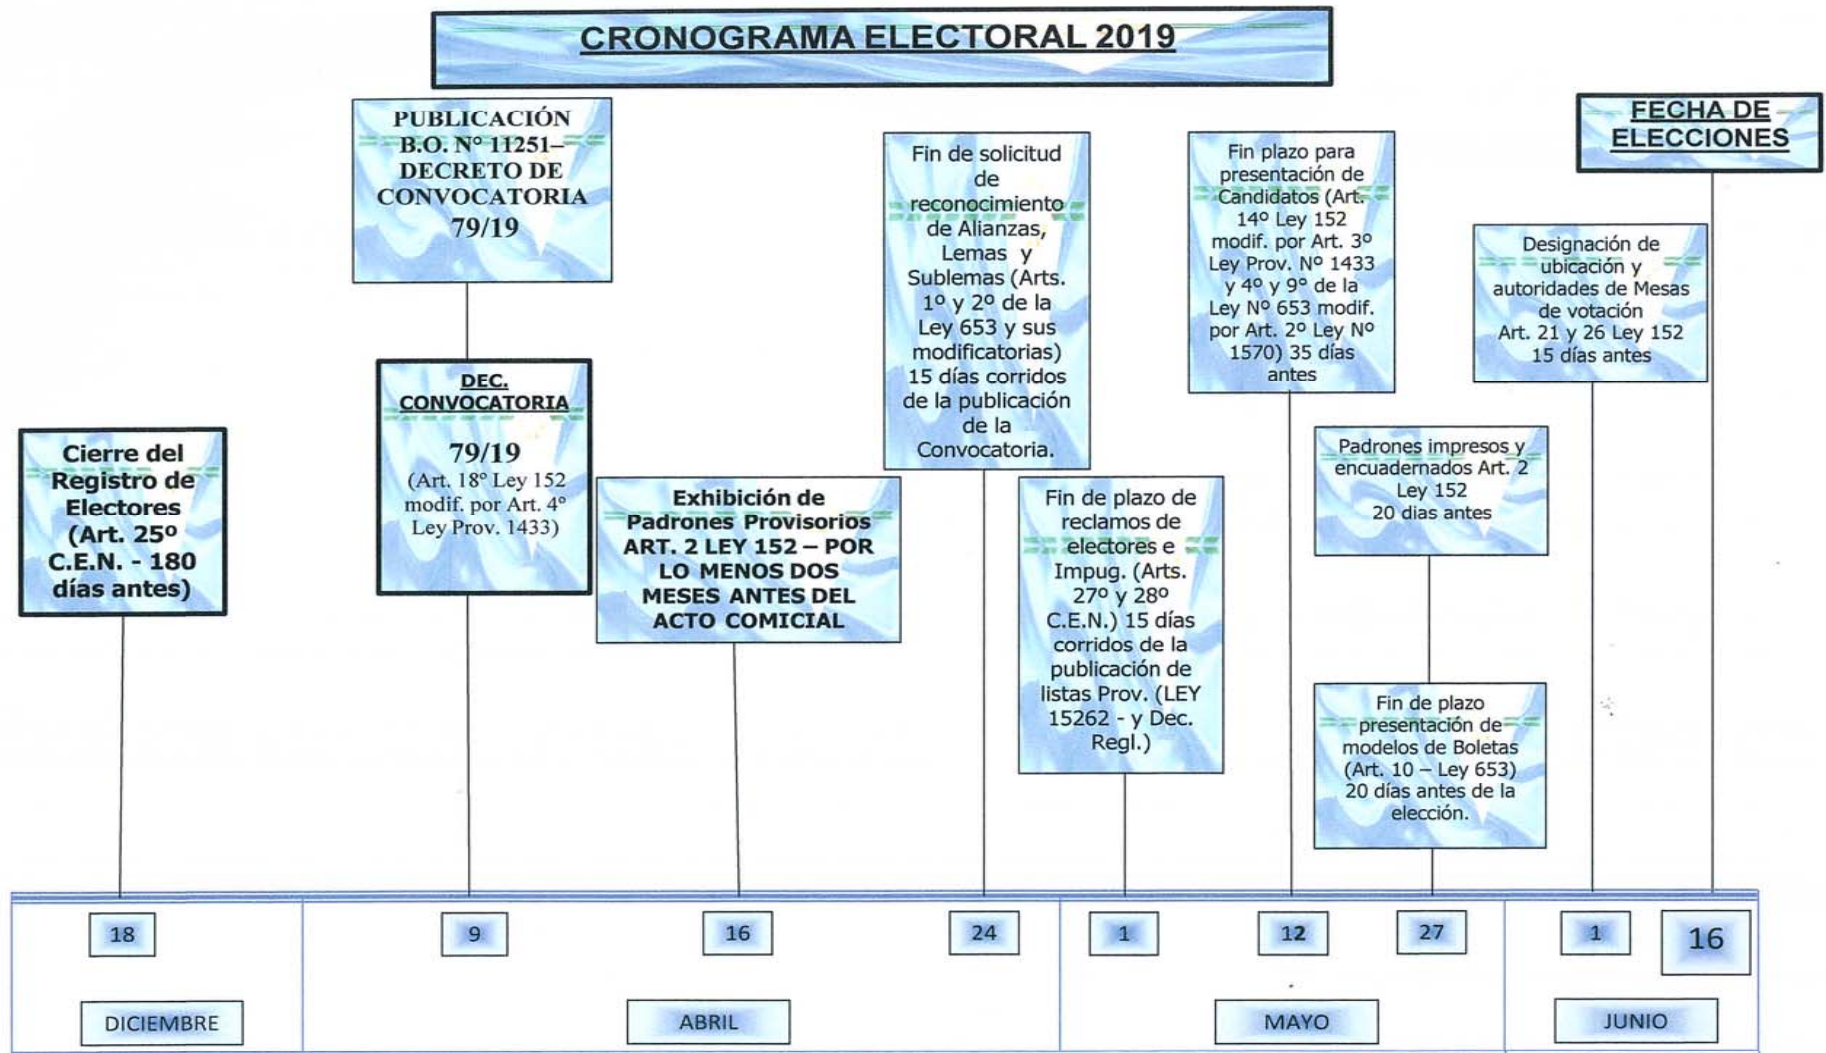 CRONOGRAMA ELECTORAL 2019
PUBLICACIÓN
B.O. N° 11251–
DECRETO DE
CONVOCATORIA
79/19
FECHA DE
ELECCIONES
Fin de solicitud
de
reconocimiento
de Alianzas,
Lemas y
Sublemas (Arts.
1º y 2º de la
Ley 653 y sus
modificatorias)
15 días corridos
de la publicación
de la
Convocatoria.
Fin plazo para
presentación de
Candidatos (Art.
14º Ley 152
modif. por Art. 3º
Ley Prov. Nº 1433
y 4º y 9º de la
Ley Nº 653 modif.
por Art. 2º Ley Nº
1570) 35 días
antes
Designación de
ubicación y
autoridades de Mesas
de votación
Art. 21 y 26 Ley 152
15 días antes
DEC.
CONVOCATORIA
79/19
(Art. 18º Ley 152
modif. por Art. 4º
Ley Prov. 1433)
Cierre del
Registro de
Electores
(Art. 25º
C.E.N. - 180
días antes)
Exhibición de
Padrones Provisorios
ART. 2 LEY 152 – POR
LO MENOS DOS
MESES ANTES DEL
ACTO COMICIAL
Fin de plazo de
reclamos de
electores e
Impug. (Arts.
27º y 28º
C.E.N.) 15 días
corridos de la
publicación de
listas Prov. (LEY
15262 - y Dec.
Regl.)
Padrones impresos y
encuadernados Art. 2
Ley 152
20 dias antes
Fin de plazo
presentación de
modelos de Boletas
(Art. 10 – Ley 653)
20 días antes de la
elección.
18
9
16
24
1
12
27
1
16
DICIEMBRE
ABRIL
MAYO
JUNIO